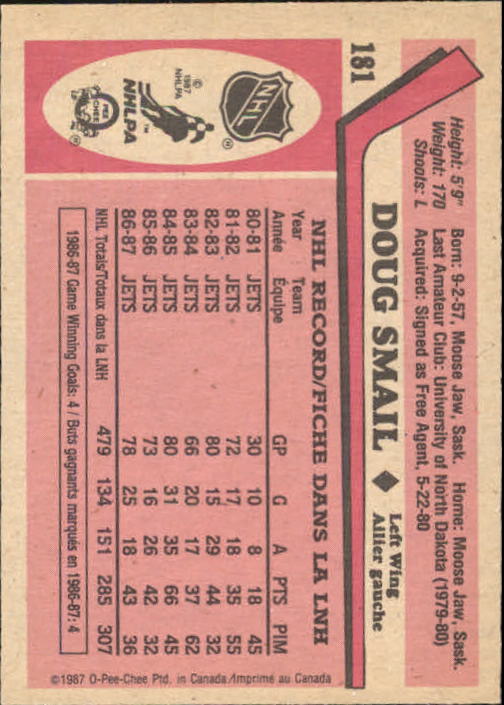 181
Height: 5'9" Born: 9-2-57, Moose Jaw, Sask. Home: Moose Jaw, Sask.
Weight: 170 Last Amateur Club: University of North Dakota (1979-80)
Shoots: L Acquired: Signed as Free Agent, 5-22-80
DOUG SMAIL ◆ Left Wing
Ailier gauche
NHL
®
© 1987 NHLPA
NHLPA
™
O PEE CHEE
®
NHL RECORD/FICHE DANS LA LNH
Year Team
Année Équipe GP G A PTS PIM
80-81 JETS 30 10 8 18 45
81-82 JETS 72 17 18 35 55
82-83 JETS 80 15 29 44 32
83-84 JETS 66 20 17 37 62
84-85 JETS 80 31 35 66 45
85-86 JETS 73 16 26 42 32
86-87 JETS 78 25 18 43 36
NHL Totals/Totaux dans la LNH 479 134 151 285 307
1986-87 Game Winning Goals: 4 / Buts gagnants marqués en 1986-87: 4
©1987 O-Pee-Chee Ptd. in Canada/Imprimé au Canada